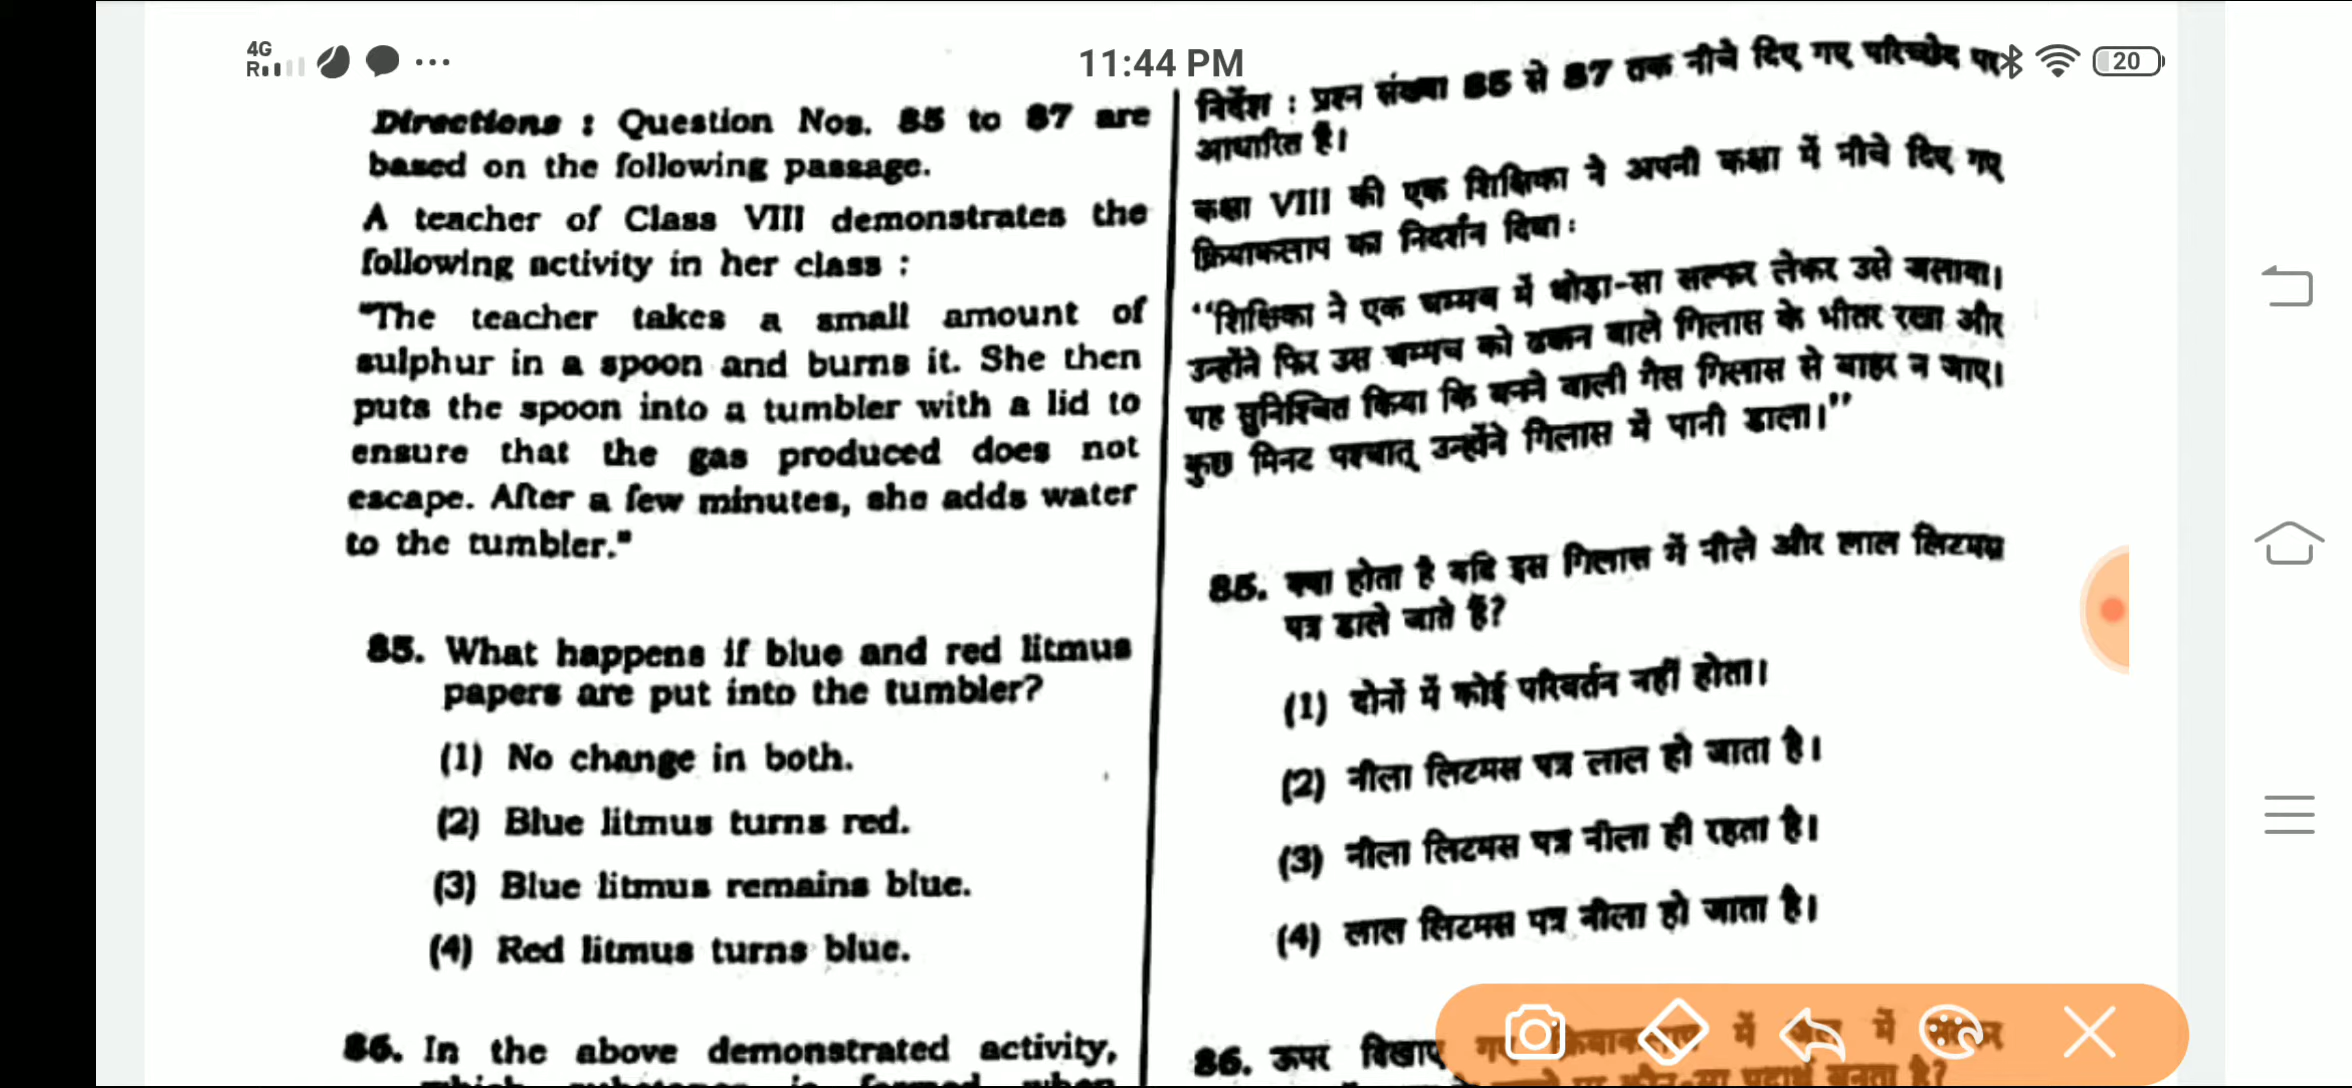 4G
R
11:44 PM
20
Directions : Question Nos. 85 to 87 are
based on the following passage.
A teacher of Class VIII demonstrates the
following activity in her class :
"The teacher takes a small amount of
sulphur in a spoon and burns it. She then
puts the spoon into a tumbler with a lid to
ensure that the gas produced does not
escape. After a few minutes, she adds water
to the tumbler."
85. What happens if blue and red litmus
papers are put into the tumbler?
(1) No change in both.
(2) Blue litmus turns red.
(3) Blue litmus remains blue.
(4) Red litmus turns blue.
86. In the above demonstrated activity,
निर्देश : प्रश्न संख्या 85 से 87 तक नीचे दिए गए परिच्छेद पर
आधारित हैं।
कक्षा VIII की एक शिक्षिका ने अपनी कक्षा में नीचे दिए गए
क्रियाकलाप का निदर्शन दिया :
‘‘शिक्षिका ने एक चम्मच में थोड़ा-सा सल्फर लेकर उसे जलाया।
उन्होंने फिर उस चम्मच को ढक्कन वाले गिलास के भीतर रखा और
यह सुनिश्चित किया कि बनने वाली गैस गिलास से बाहर न जाए।
कुछ मिनट पश्चात् उन्होंने गिलास में पानी डाला।’’
85. क्या होता है यदि इस गिलास में नीले और लाल लिटमस
पत्र डाले जाते हैं?
(1) दोनों में कोई परिवर्तन नहीं होता।
(2) नीला लिटमस पत्र लाल हो जाता है।
(3) नीला लिटमस पत्र नीला ही रहता है।
(4) लाल लिटमस पत्र नीला हो जाता है।
86. ऊपर दिखाए गए क्रियाकलाप में में
पर कौन-सा पदार्थ बनता है?